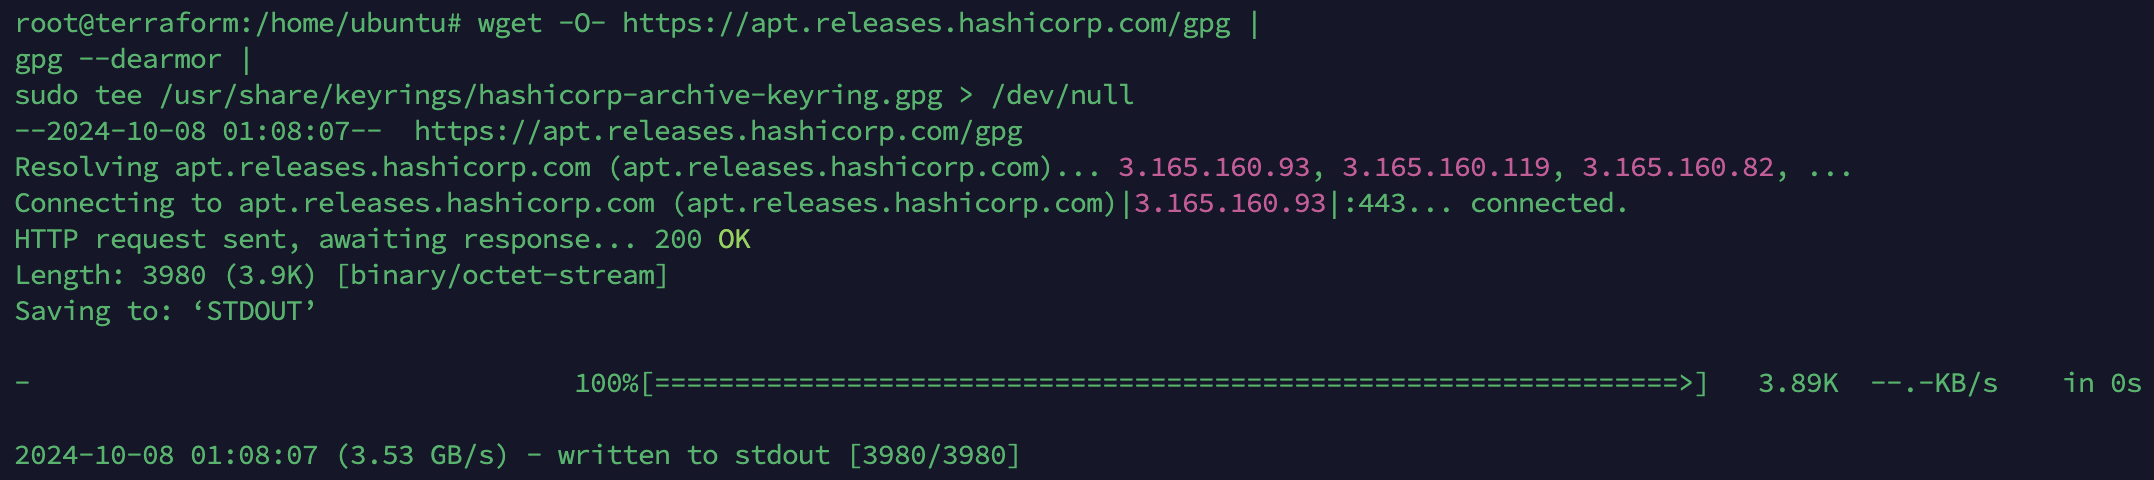 root@terraform:/home/ubuntu# wget -O- https://apt.releases.hashicorp.com/gpg |
gpg --dearmor |
sudo tee /usr/share/keyrings/hashicorp-archive-keyring.gpg > /dev/null
--2024-10-08 01:08:07--  https://apt.releases.hashicorp.com/gpg
Resolving apt.releases.hashicorp.com (apt.releases.hashicorp.com)... 3.165.160.93, 3.165.160.119, 3.165.160.82, ...
Connecting to apt.releases.hashicorp.com (apt.releases.hashicorp.com)|3.165.160.93|:443... connected.
HTTP request sent, awaiting response... 200 OK
Length: 3980 (3.9K) [binary/octet-stream]
Saving to: ‘STDOUT’
-                                  100%[================================================================>]   3.89K  --.-KB/s    in 0s
2024-10-08 01:08:07 (3.53 GB/s) - written to stdout [3980/3980]